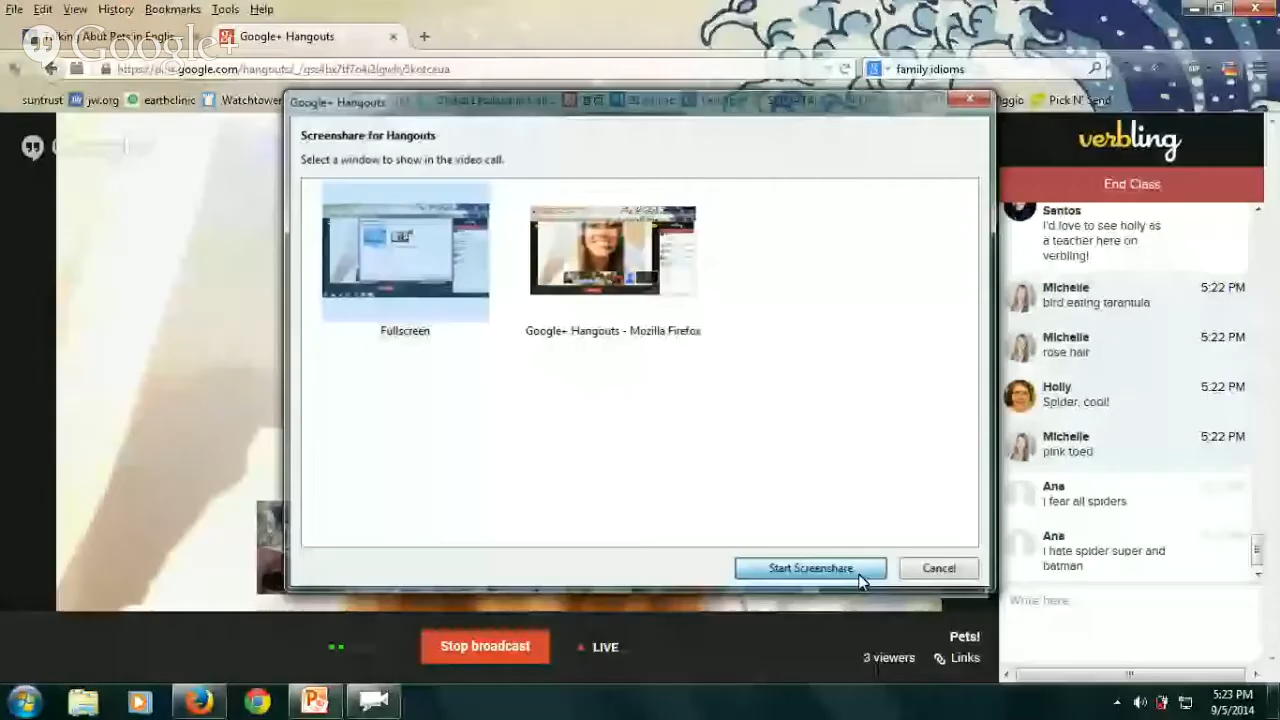 File Edit View History Bookmarks Tools Help
Google+
Google+ Hangouts
family idioms
suntrust jw.org earthclinic Watchtower
Pick N' Send
Google+ Hangouts
Screenshare for Hangouts
Select a window to show in the video call.
Fullscreen
Google+ Hangouts - Mozilla Firefox
Start Screenshare
Cancel
verbling
End Class
Santos
I'd love to see holly as
a teacher here on
verbling!
Michelle 5:22 PM
bird eating tarantula
Michelle 5:22 PM
rose hair
Holly 5:22 PM
Spider, cool!
Michelle 5:22 PM
pink toed
Ana
I fear all spiders
Ana
I hate spider super and
batman
Write here
Stop broadcast
LIVE
Pets!
3 viewers Links
5:23 PM
9/5/2014